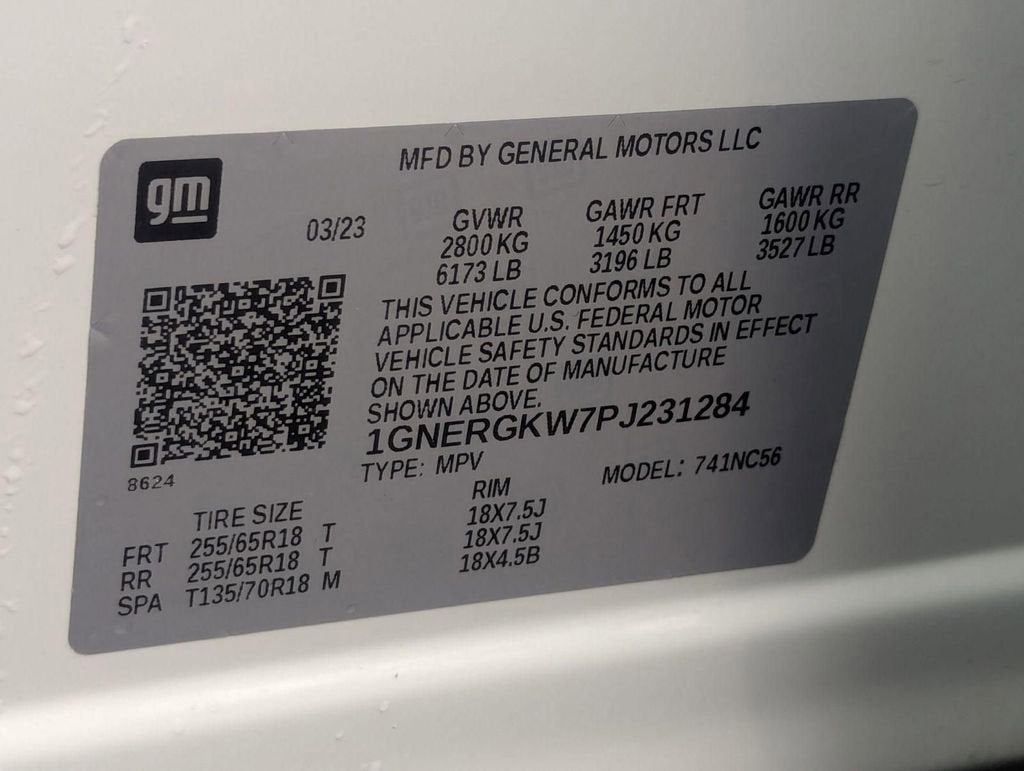 gm
MFD BY GENERAL MOTORS LLC
03/23 GVWR GAWR FRT GAWR RR
2800 KG 1450 KG 1600 KG
6173 LB 3196 LB 3527 LB
THIS VEHICLE CONFORMS TO ALL
APPLICABLE U.S. FEDERAL MOTOR
VEHICLE SAFETY STANDARDS IN EFFECT
ON THE DATE OF MANUFACTURE
SHOWN ABOVE.
1GNERGKW7PJ231284
8624
TYPE: MPV MODEL: 741NC56
TIRE SIZE RIM
FRT 255/65R18 T 18X7.5J
RR 255/65R18 T 18X7.5J
SPA T135/70R18 M 18X4.5B